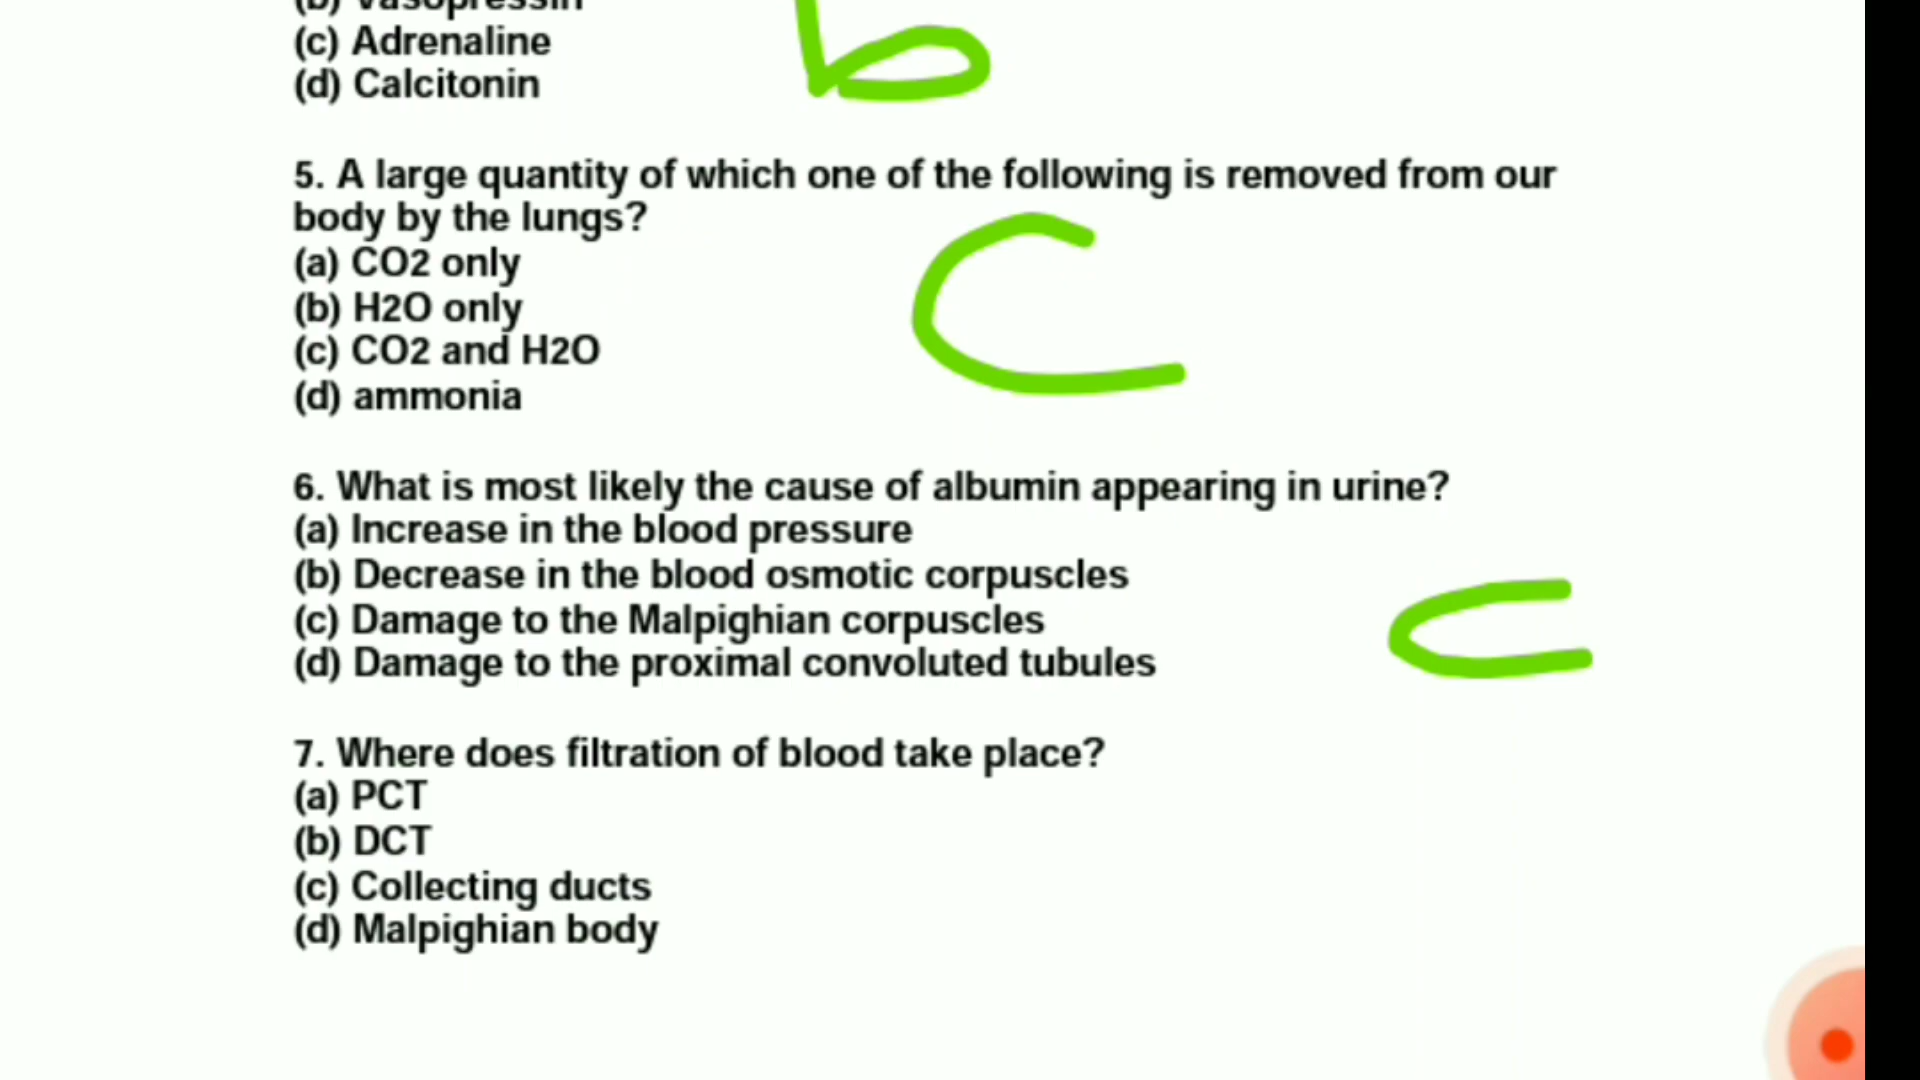 (b) Vasopressin
(c) Adrenaline
(d) Calcitonin
b
5. A large quantity of which one of the following is removed from our
body by the lungs?
(a) CO2 only
(b) H2O only
(c) CO2 and H2O
(d) ammonia
C
6. What is most likely the cause of albumin appearing in urine?
(a) Increase in the blood pressure
(b) Decrease in the blood osmotic corpuscles
(c) Damage to the Malpighian corpuscles
(d) Damage to the proximal convoluted tubules
C
7. Where does filtration of blood take place?
(a) PCT
(b) DCT
(c) Collecting ducts
(d) Malpighian body